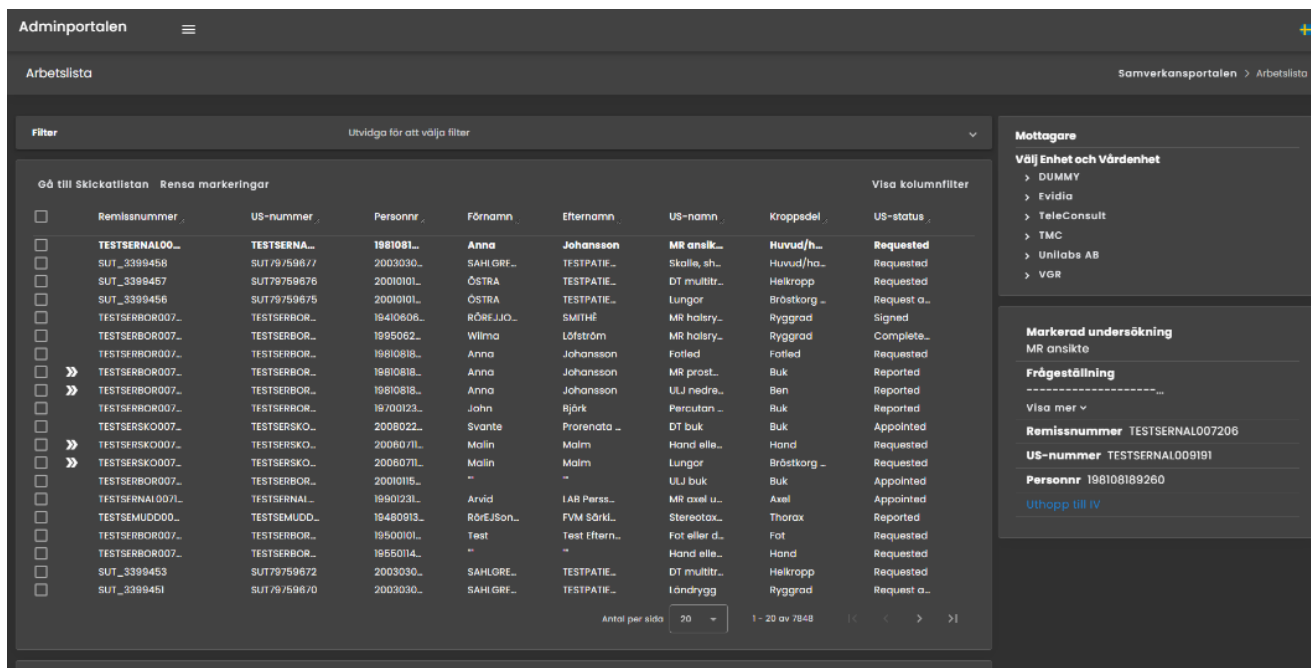 Adminportalen
Arbetslista
Samverkansportalen > Arbetslista
Filter Utvidga för att välja filter
Gå till Skickatlistan Rensa markeringar Visa kolumnfilter
Remissnummer US-nummer Personnr Förnamn Efternamn US-namn Kroppsdel US-status
TESTSERNAL00... TESTSERNA... 1981081... Anna Johansson MR ansik... Huvud/h... Requested
SUT_3399458 SUT79759677 2003030... SAHLGRE... TESTPATIE... Skalle, sh... Huvud/ha... Requested
SUT_3399457 SUT79759676 20010101... ÖSTRA TESTPATIE... DT multitr... Helkropp Requested
SUT_3399456 SUT79759675 20010101... ÖSTRA TESTPATIE... Lungor Bröstkorg ... Request a...
TESTSERBOR007... TESTSERBOR... 19410606... RÖREJJO... SMITHÉ MR halsry... Ryggrad Signed
TESTSERBOR007... TESTSERBOR... 1995062... Wilma Löfström MR halsry... Ryggrad Complete...
TESTSERBOR007... TESTSERBOR... 19810818... Anna Johansson Fotled Fotled Requested
TESTSERBOR007... TESTSERBOR... 19810818... Anna Johansson MR prost... Buk Reported
TESTSERBOR007... TESTSERBOR... 19810818... Anna Johansson ULJ nedre... Ben Reported
TESTSERBOR007... TESTSERBOR... 19700123... John Björk Percutan ... Buk Reported
TESTSERSKO007... TESTSERSKO... 2008022... Svante Prorenata ... DT buk Buk Appointed
TESTSERSKO007... TESTSERSKO... 20060711... Malin Malm Hand elle... Hand Requested
TESTSERSKO007... TESTSERSKO... 20060711... Malin Malm Lungor Bröstkorg ... Requested
TESTSERBOR007... TESTSERBOR... 20010115... "" "" ULJ buk Buk Appointed
TESTSERNAL0071... TESTSERNAL... 19901231... Arvid LAB Perss... MR axel u... Axel Appointed
TESTSEMUDD00... TESTSEMUDD... 19480913... RörEJSon... FVM Särkl... Stereotax... Thorax Reported
TESTSERBOR007... TESTSERBOR... 19500101... Test Test Eftern... Fot eller d... Fot Requested
TESTSERBOR007... TESTSERBOR... 19550114... "" "" Hand elle... Hand Requested
SUT_3399453 SUT79759672 2003030... SAHLGRE... TESTPATIE... DT multitr... Helkropp Requested
SUT_3399451 SUT79759670 2003030... SAHLGRE... TESTPATIE... Ländrygg Ryggrad Request a...
Antal per sida 20 1 - 20 av 7848
Mottagare
Välj Enhet och Vårdenhet
> DUMMY
> Evidia
> TeleConsult
> TMC
> Unilabs AB
> VGR
Markerad undersökning
MR ansikte
Frågeställning
--------------------...
Visa mer
Remissnummer TESTSERNAL007206
US-nummer TESTSERNAL009191
Personnr 198108189260
Uthopp till IV